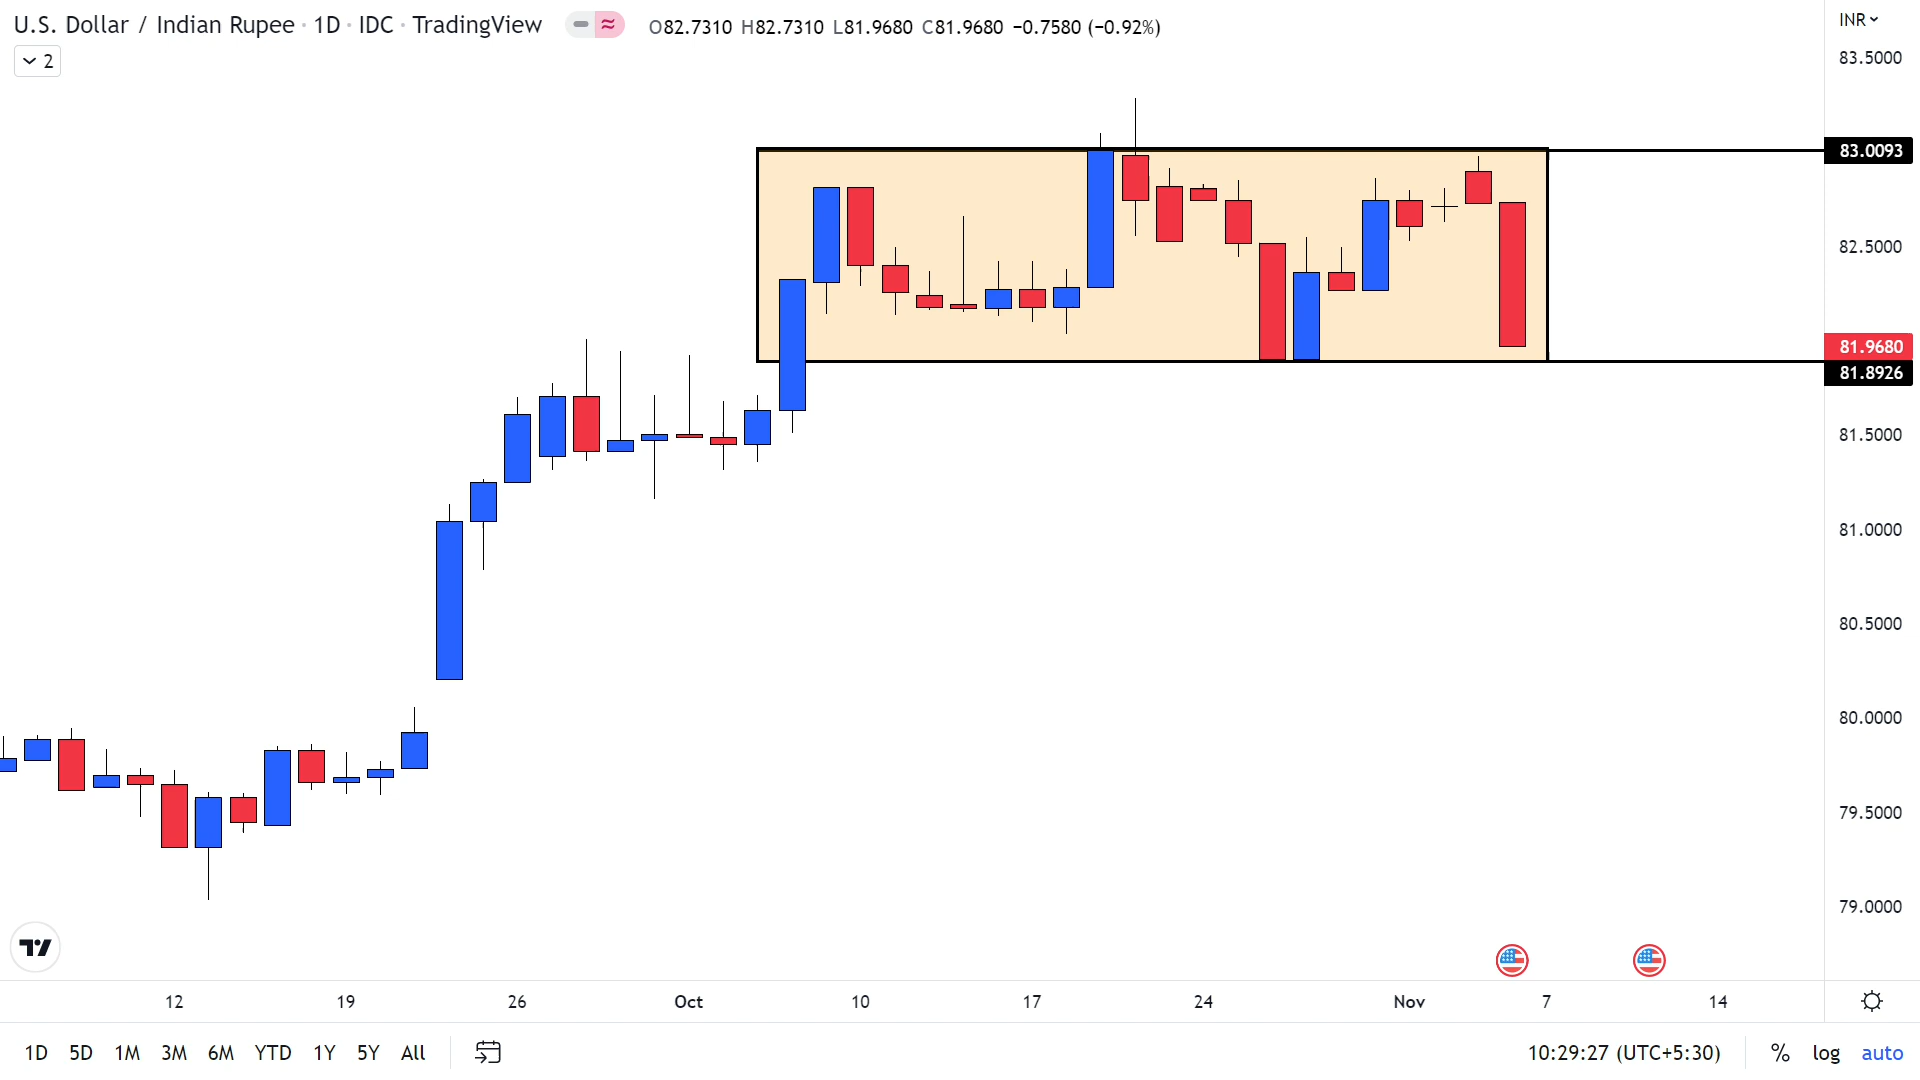 U.S. Dollar / Indian Rupee · 1D · IDC · TradingView
O82.7310 H82.7310 L81.9680 C81.9680 −0.7580 (−0.92%)
INR
2
83.5000
83.0093
82.5000
81.9680
81.8926
81.5000
81.0000
80.5000
80.0000
79.5000
79.0000
12 19 26 Oct 10 17 24 Nov 7 14
1D 5D 1M 3M 6M YTD 1Y 5Y All 10:29:27 (UTC+5:30) % log auto